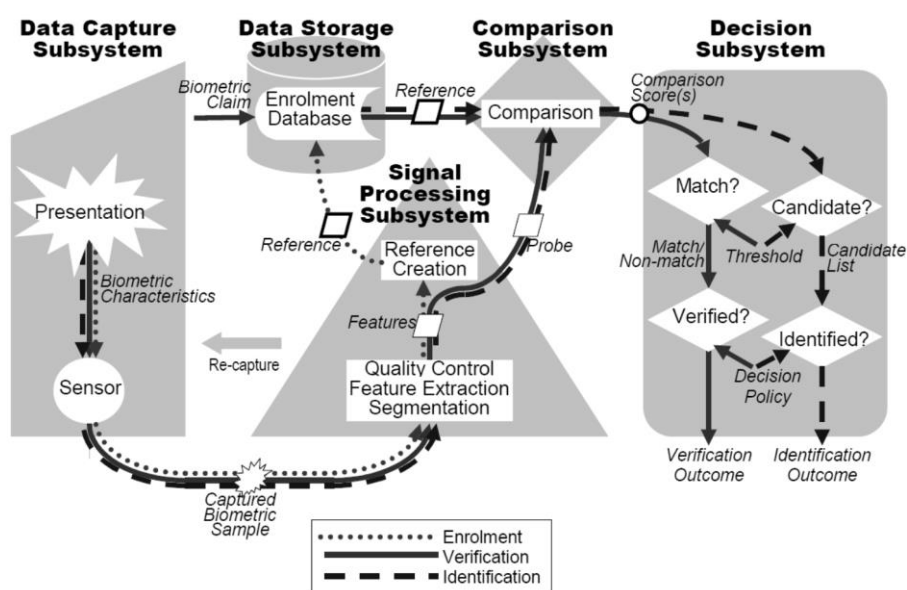 Data Capture
Subsystem
Data Storage
Subsystem
Comparison
Subsystem
Decision
Subsystem
Biometric
Claim
Enrolment
Database
Reference
Comparison
Comparison
Score(s)
Signal
Processing
Subsystem
Presentation
Reference
Reference
Creation
Probe
Match?
Candidate?
Match/
Non-match
Threshold
Candidate
List
Biometric
Characteristics
Features
Re-capture
Verified?
Identified?
Sensor
Quality Control
Feature Extraction
Segmentation
Decision
Policy
Verification
Outcome
Identification
Outcome
Captured
Biometric
Sample
Enrolment
Verification
Identification